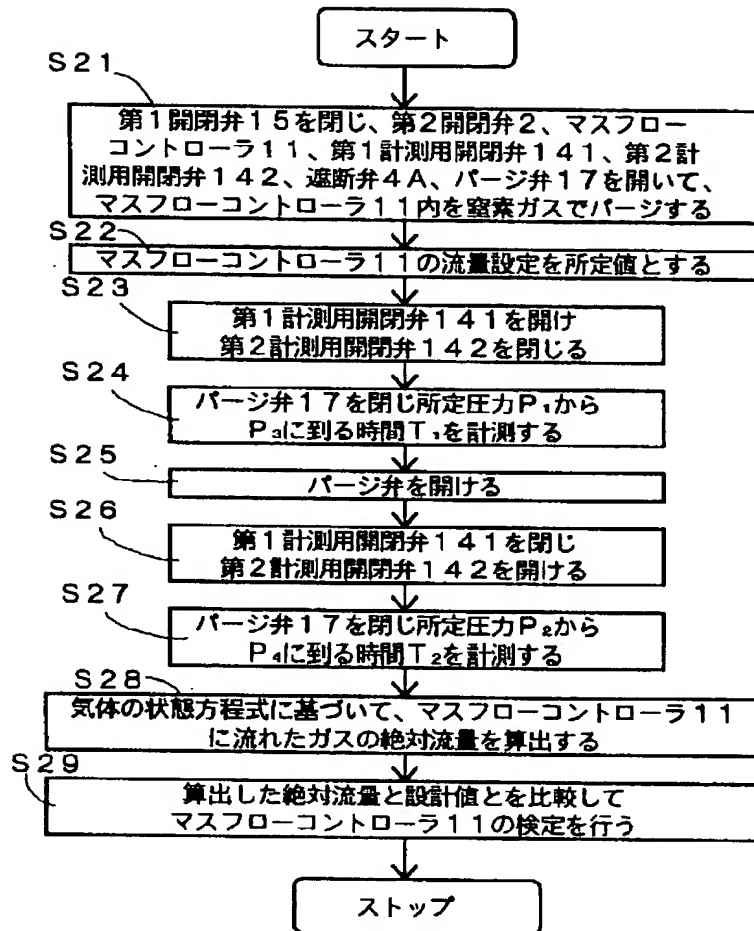 スタート
S21
第1開閉弁15を閉じ、第2開閉弁2、マスフロー
コントローラ11、第1計測用開閉弁141、第2計
測用開閉弁142、遮断弁4A、パージ弁17を開いて、
マスフローコントローラ11内を窒素ガスでパージする
S22
マスフローコントローラ11の流量設定を所定値とする
S23
第1計測用開閉弁141を開け
第2計測用開閉弁142を閉じる
S24
パージ弁17を閉じ所定圧力P₁から
P₃に到る時間T₁を計測する
S25
パージ弁を開ける
S26
第1計測用開閉弁141を閉じ
第2計測用開閉弁142を開ける
S27
パージ弁17を閉じ所定圧力P₂から
P₄に到る時間T₂を計測する
S28
気体の状態方程式に基づいて、マスフローコントローラ11
に流れたガスの絶対流量を算出する
S29
算出した絶対流量と設計値とを比較して
マスフローコントローラ11の検定を行う
ストップ